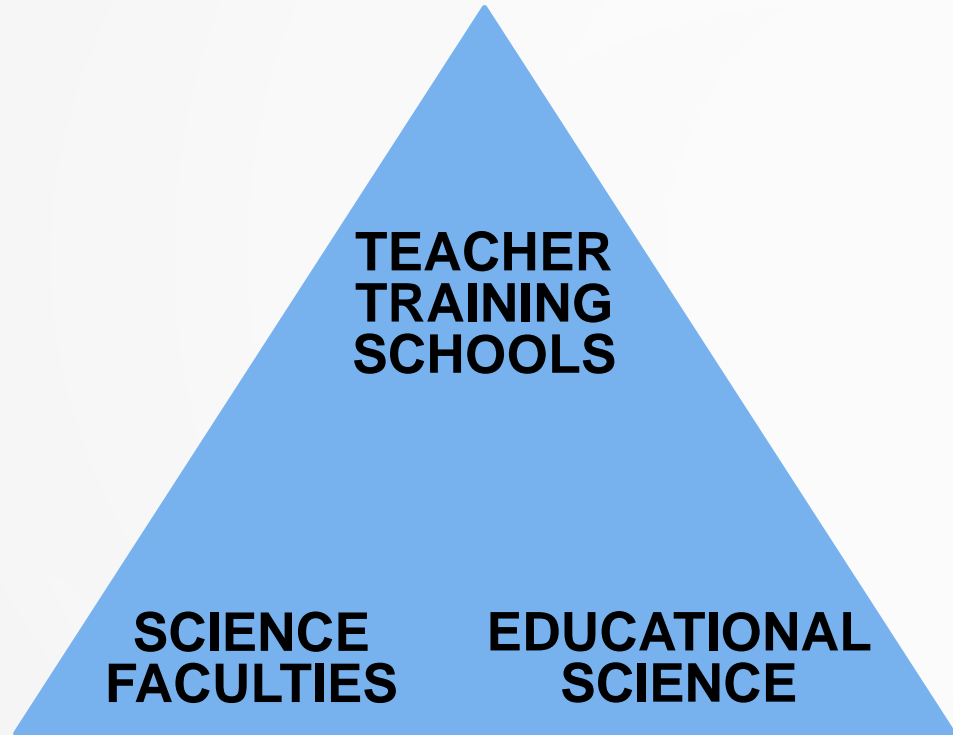 TEACHER
TRAINING
SCHOOLS
SCIENCE
FACULTIES
EDUCATIONAL
SCIENCE